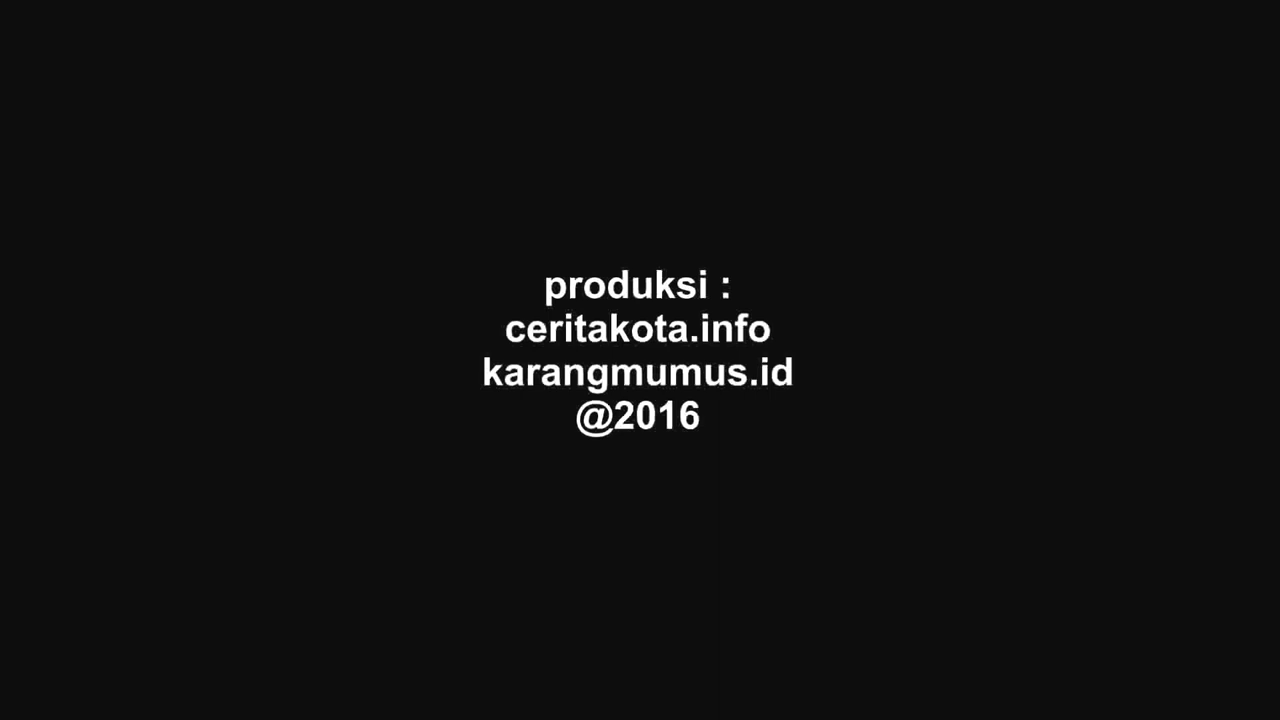 produksi :
ceritakota.info
karangmumus.id
@2016